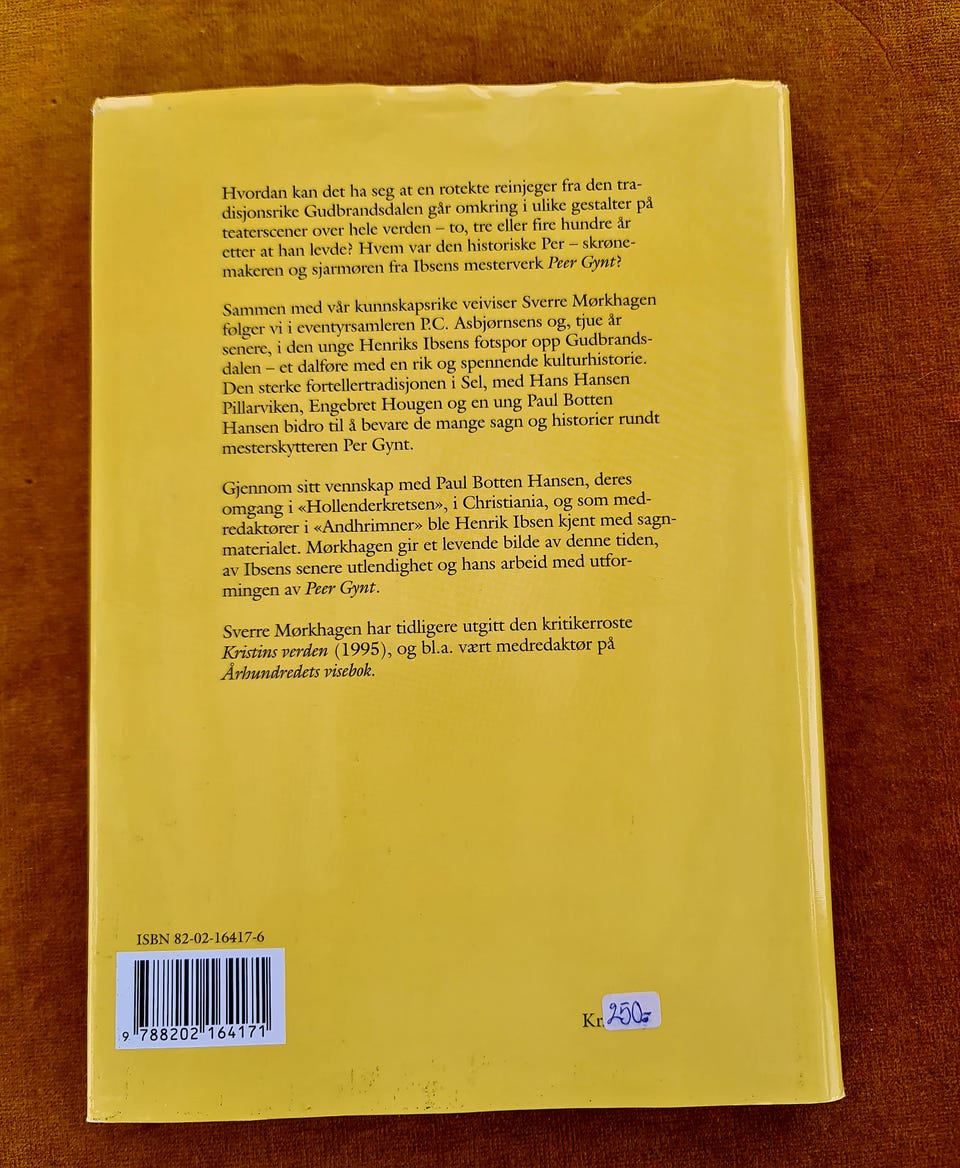 Hvordan kan det ha seg at en rotekte reinjeger fra den tra-
disjonsrike Gudbrandsdalen går omkring i ulike gestalter på
teaterscener over hele verden – to, tre eller fire hundre år
etter at han levde? Hvem var den historiske Per – skrøne-
makeren og sjarmøren fra Ibsens mesterverk Peer Gynt?
Sammen med vår kunnskapsrike veiviser Sverre Mørkhagen
følger vi i eventyrsamleren P.C. Asbjørnsens og, tjue år
senere, i den unge Henriks Ibsens fotspor opp Gudbrands-
dalen – et dalføre med en rik og spennende kulturhistorie.
Den sterke fortellertradisjonen i Sel, med Hans Hansen
Pillarviken, Engebret Hougen og en ung Paul Botten
Hansen bidro til å bevare de mange sagn og historier rundt
mesterskytteren Per Gynt.
Gjennom sitt vennskap med Paul Botten Hansen, deres
omgang i «Hollenderkretsen», i Christiania, og som med-
redaktører i «Andhrimner» ble Henrik Ibsen kjent med sagn-
materialet. Mørkhagen gir et levende bilde av denne tiden,
av Ibsens senere utlendighet og hans arbeid med utfor-
mingen av Peer Gynt.
Sverre Mørkhagen har tidligere utgitt den kritikerroste
Kristins verden (1995), og bl.a. vært medredaktør på
Århundredets visebok.
ISBN 82-02-16417-6
9 788202 164171
Kr. 250,-